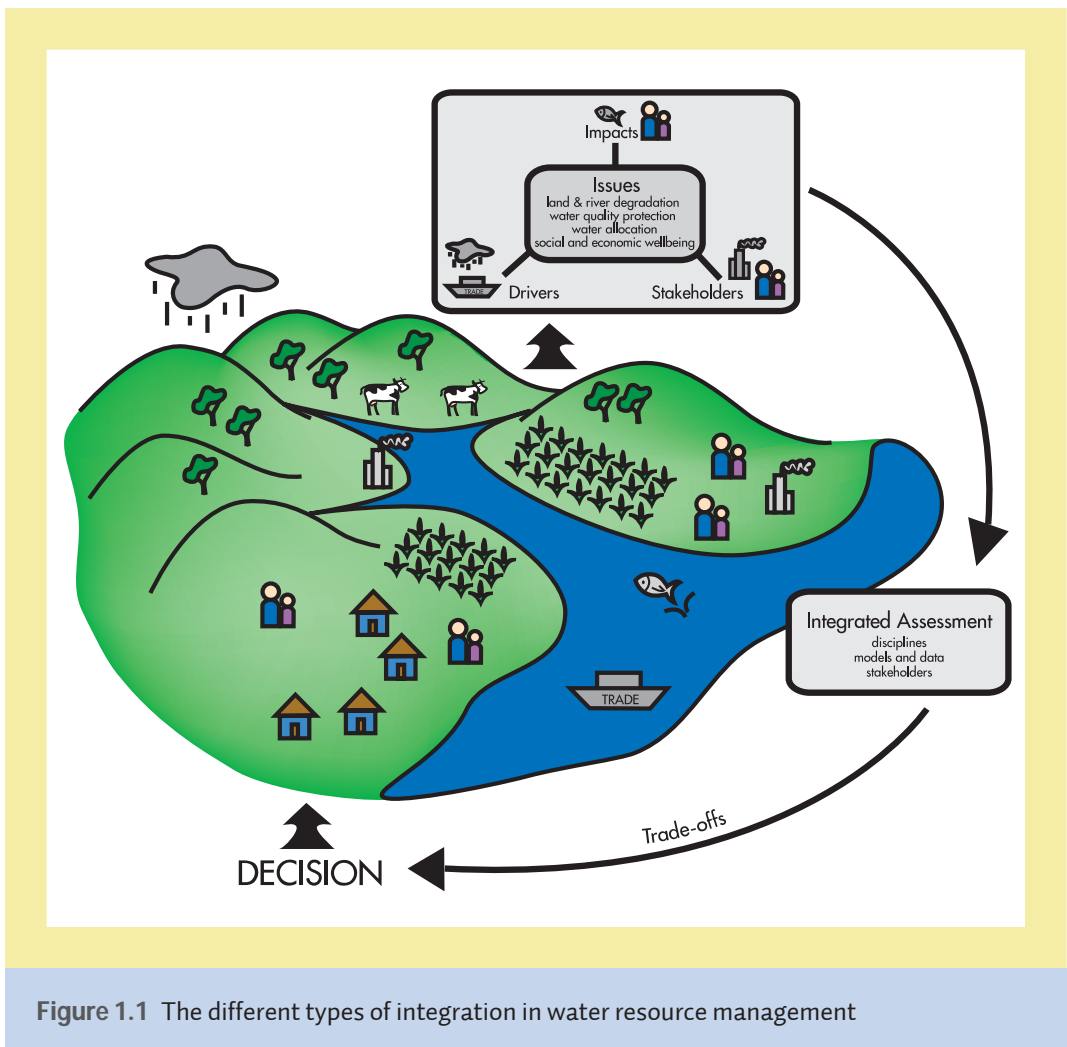 Impacts
Issues
land & river degradation
water quality protection
water allocation
social and economic wellbeing
TRADE
Drivers
Stakeholders
Integrated Assessment
disciplines
models and data
stakeholders
TRADE
Trade-offs
DECISION
Figure 1.1 The different types of integration in water resource management